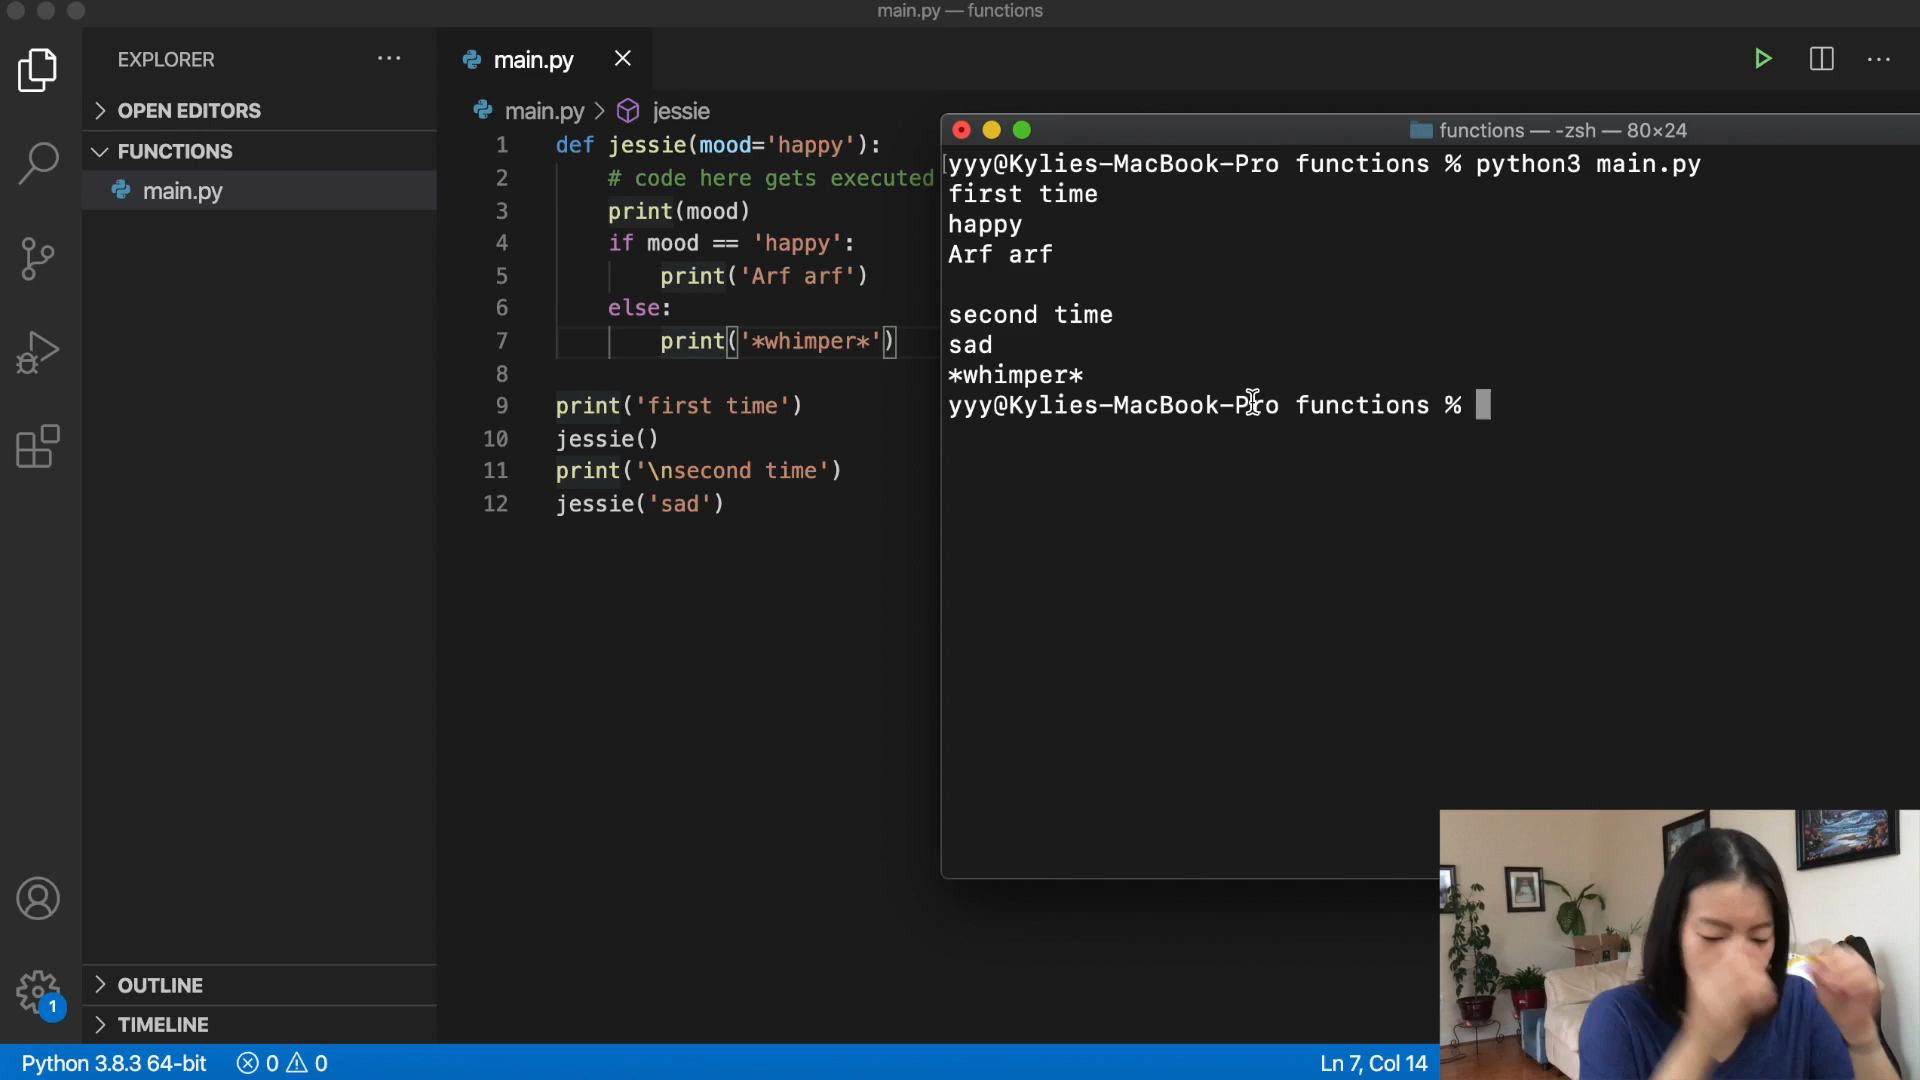 main.py — functions
EXPLORER
OPEN EDITORS
FUNCTIONS
main.py
OUTLINE
TIMELINE
main.py
main.py > jessie
1 def jessie(mood='happy'):
2 # code here gets executed
3 print(mood)
4 if mood == 'happy':
5 print('Arf arf')
6 else:
7 print('*whimper*')
8
9 print('first time')
10 jessie()
11 print('\nsecond time')
12 jessie('sad')
functions — -zsh — 80×24
yyy@Kylies-MacBook-Pro functions % python3 main.py
first time
happy
Arf arf
second time
sad
*whimper*
yyy@Kylies-MacBook-Pro functions %
1
Python 3.8.3 64-bit 0 0 Ln 7, Col 14